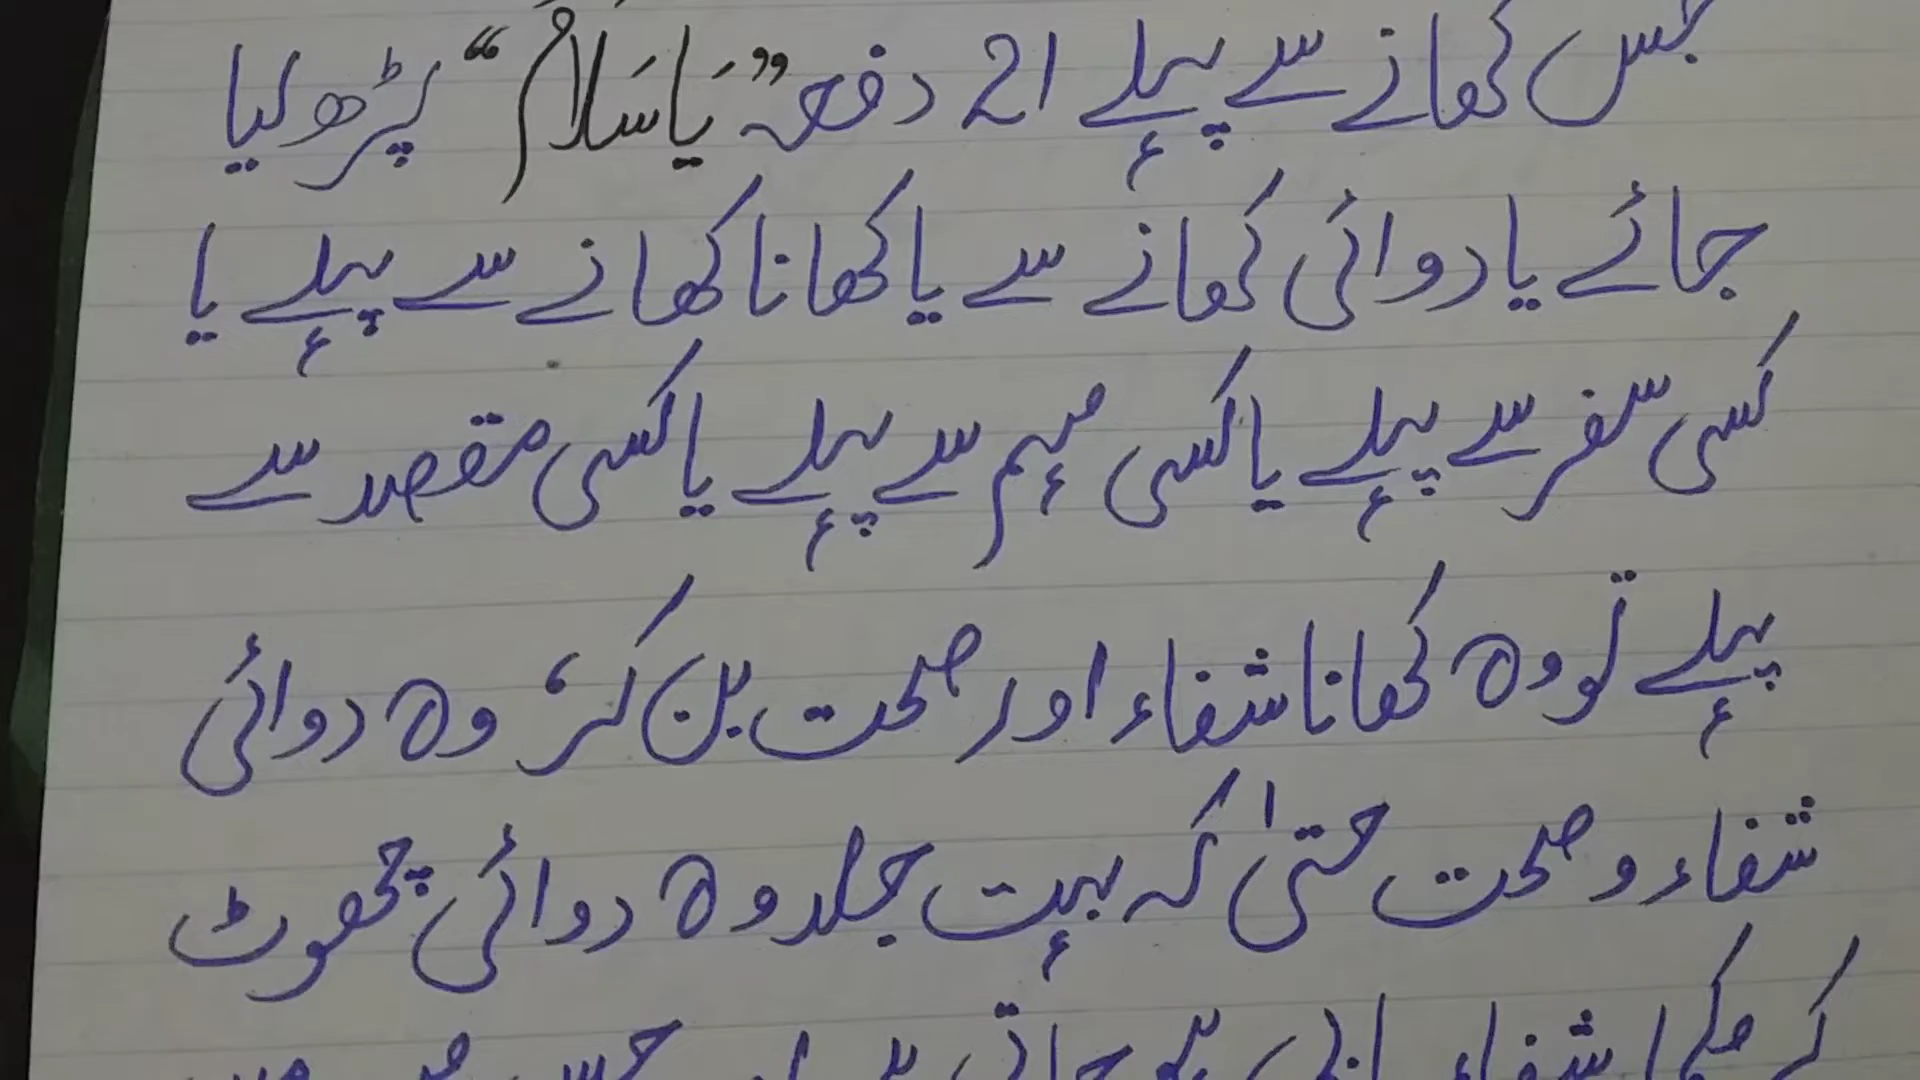 جس کھانے سے پہلے 21 دفعہ ”یَا سَلَامُ“ پڑھ لیا
جائے یا دوائی کھانے سے یا کھانا کھانے سے پہلے یا
کسی سفر سے پہلے یا کسی مہم سے پہلے یا کسی مقصد سے
پہلے تو وہ کھانا شفاء اور صحت بن کر، وہ دوائی
شفاء و صحت حتیٰ کہ بہت جلد وہ دوائی چھوٹ
کر